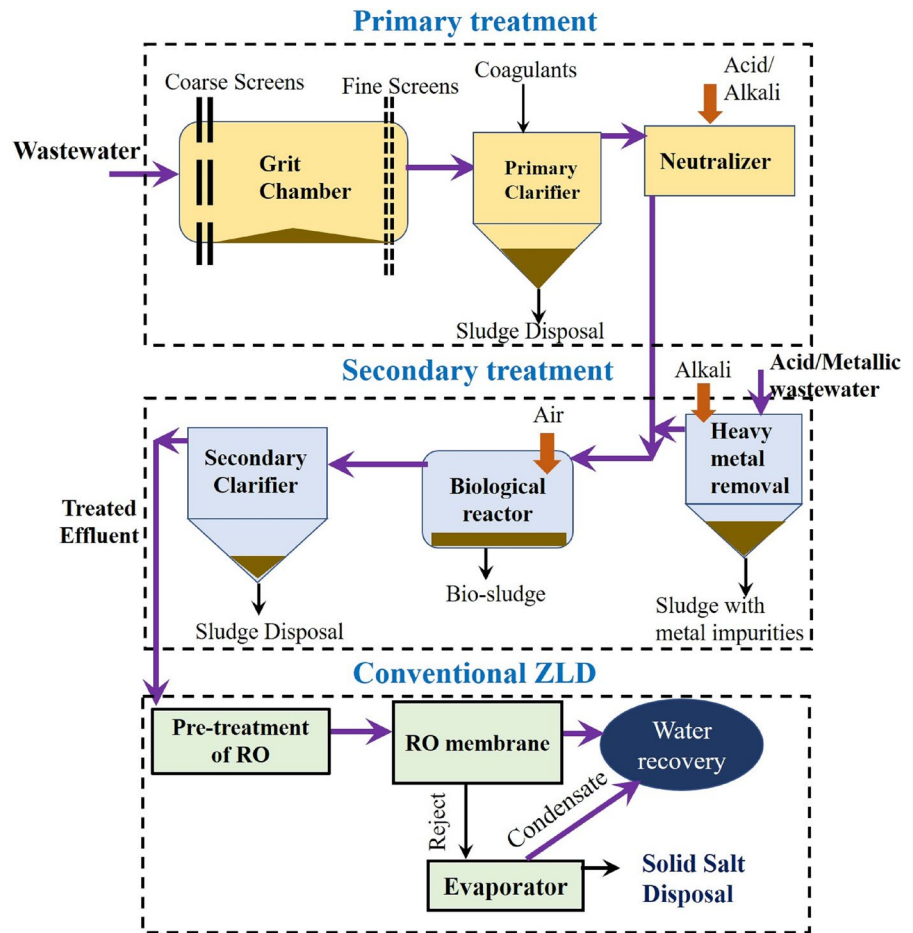 Primary treatment
Coarse Screens
Fine Screens
Coagulants
Acid/
Alkali
Wastewater
Grit
Chamber
Primary
Clarifier
Neutralizer
Sludge Disposal
Secondary treatment
Alkali
Acid/Metallic
wastewater
Air
Secondary
Clarifier
Biological
reactor
Heavy
metal
removal
Treated
Effluent
Bio-sludge
Sludge Disposal
Sludge with
metal impurities
Conventional ZLD
Pre-treatment
of RO
RO membrane
Water
recovery
Reject
Condensate
Evaporator
Solid Salt
Disposal